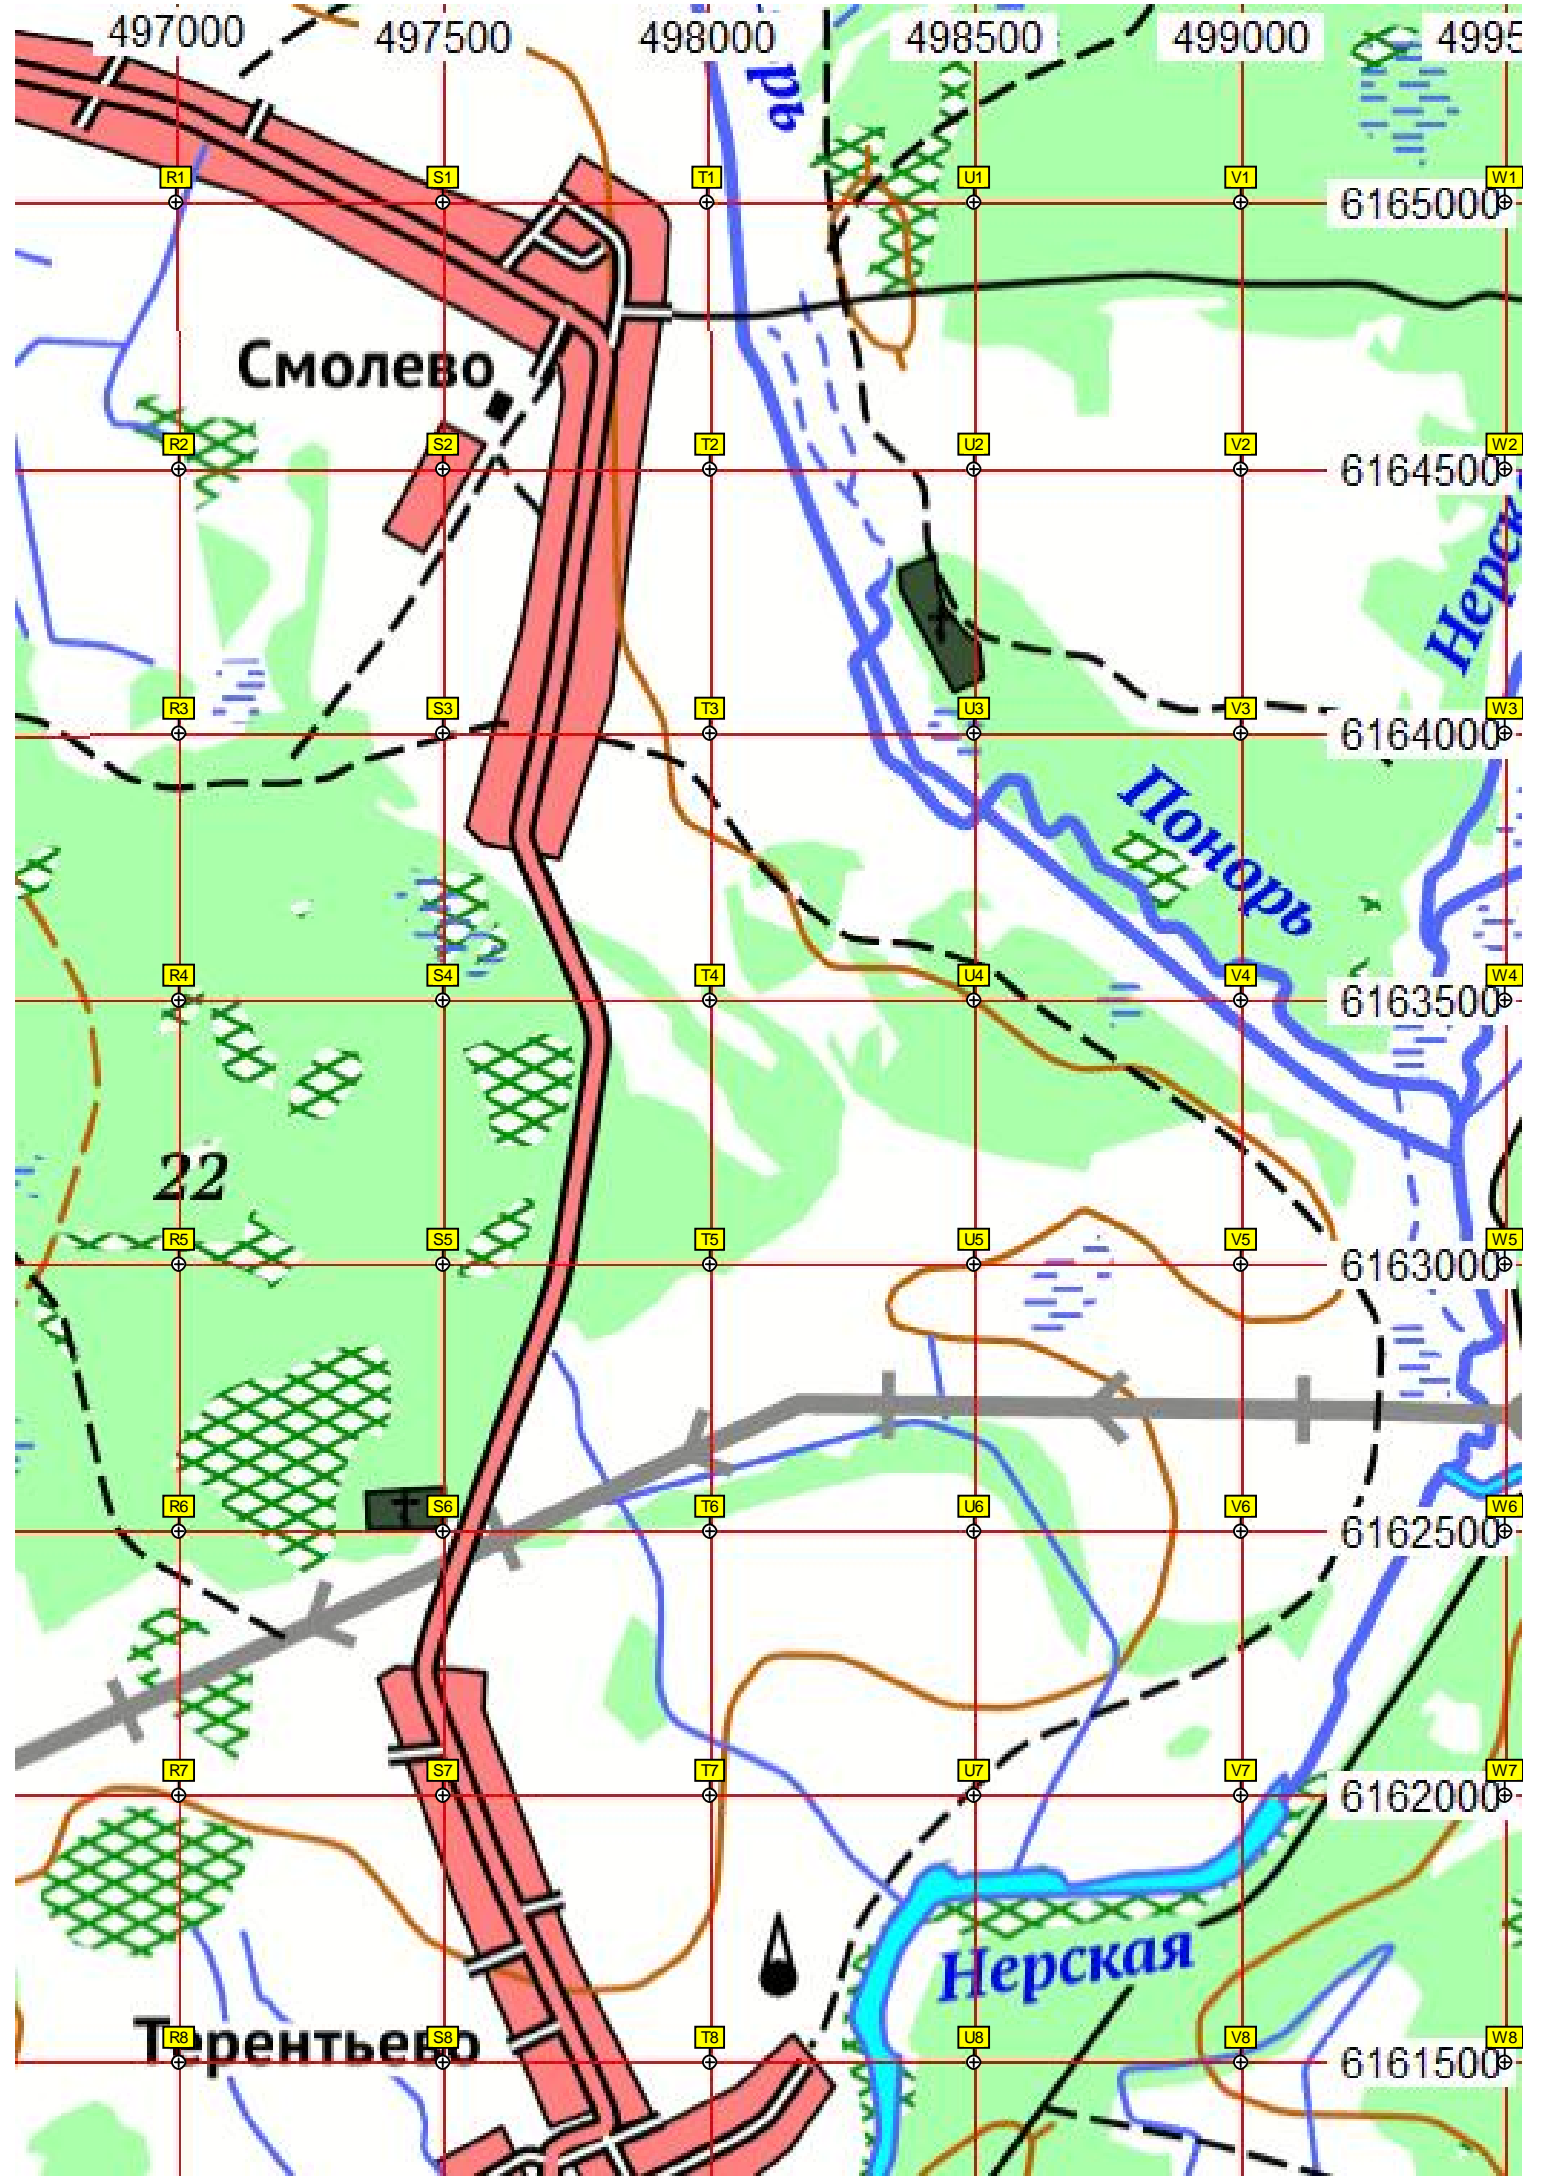 497000 497500 498000 498500 499000 4995
рь
R1 S1 T1 U1 V1 W1
6165000
Смолево
R2 S2 T2 U2 V2 W2
6164500
Нерск
R3 S3 T3 U3 V3 W3
6164000
Понорь
R4 S4 T4 U4 V4 W4
6163500
22
R5 S5 T5 U5 V5 W5
6163000
R6 S6 T6 U6 V6 W6
6162500
R7 S7 T7 U7 V7 W7
6162000
Нерская
Терентьево
R8 S8 T8 U8 V8 W8
6161500